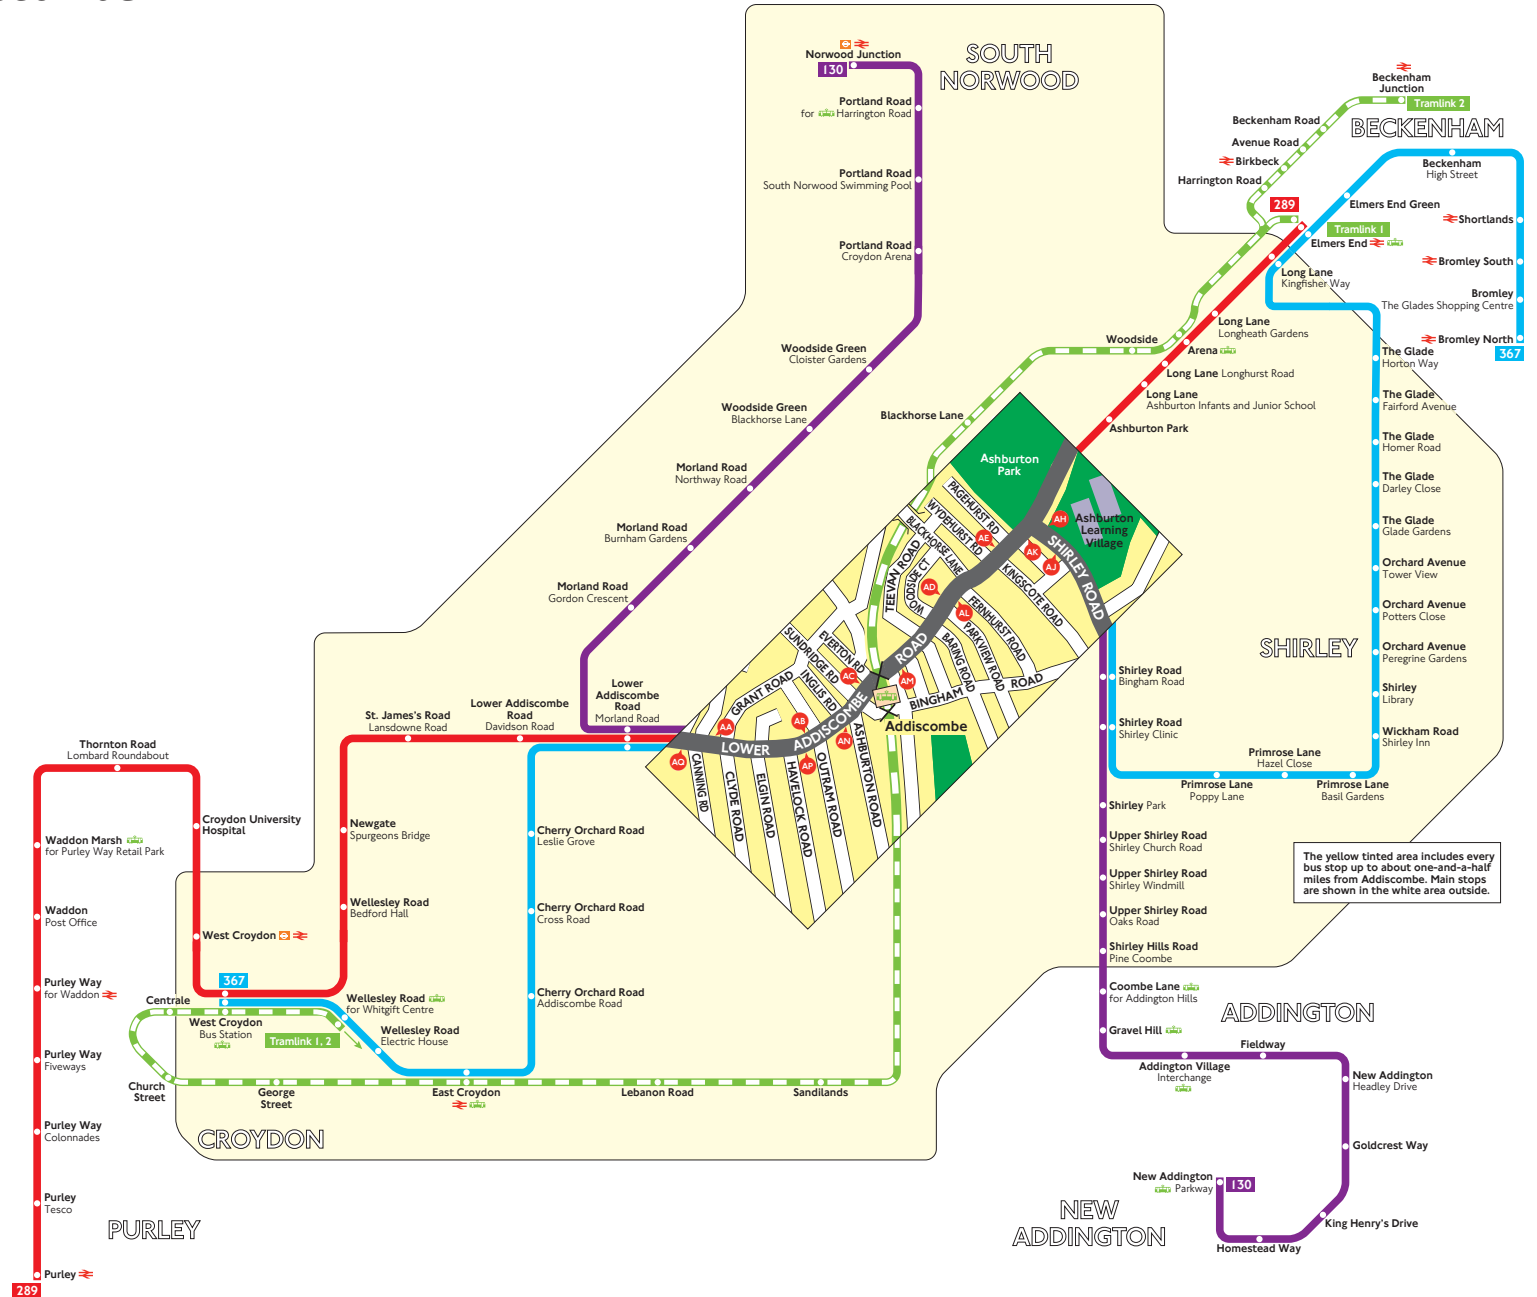 SOUTH
NORWOOD
Norwood Junction
130
Portland Road
for Harrington Road
Portland Road
South Norwood Swimming Pool
Portland Road
Croydon Arena
Woodside Green
Cloister Gardens
Woodside Green
Blackhorse Lane
Morland Road
Northway Road
Morland Road
Burnham Gardens
Morland Road
Gordon Crescent
Lower
Addiscombe
Road
Morland Road
Lower Addiscombe
Road
Davidson Road
St. James's Road
Lansdowne Road
Thornton Road
Lombard Roundabout
Croydon University
Hospital
Newgate
Spurgeons Bridge
Wellesley Road
Bedford Hall
West Croydon
Waddon Marsh
for Purley Way Retail Park
Waddon
Post Office
Purley Way
for Waddon
Purley Way
Fiveways
Purley Way
Colonnades
Purley
Tesco
Purley
289
PURLEY
Cherry Orchard Road
Leslie Grove
Cherry Orchard Road
Cross Road
Cherry Orchard Road
Addiscombe Road
367
Centrale
West Croydon
Bus Station
Tramlink 1, 2
Wellesley Road
for Whitgift Centre
Wellesley Road
Electric House
Church
Street
George
Street
East Croydon
Lebanon Road
Sandilands
CROYDON
Beckenham
Junction
Tramlink 2
BECKENHAM
Beckenham Road
Avenue Road
Birkbeck
Harrington Road
289
Tramlink 1
Elmers End
Elmers End Green
Beckenham
High Street
Shortlands
Bromley South
Bromley
The Glades Shopping Centre
Bromley North
367
Long Lane
Kingfisher Way
Long Lane
Longheath Gardens
Arena
Woodside
Long Lane Longhurst Road
Long Lane
Ashburton Infants and Junior School
Ashburton Park
Blackhorse Lane
The Glade
Horton Way
The Glade
Fairford Avenue
The Glade
Homer Road
The Glade
Darley Close
The Glade
Glade Gardens
Orchard Avenue
Tower View
Orchard Avenue
Potters Close
Orchard Avenue
Peregrine Gardens
Shirley
Library
Wickham Road
Shirley Inn
SHIRLEY
Primrose Lane
Hazel Close
Primrose Lane
Poppy Lane
Primrose Lane
Basil Gardens
Ashburton
Park
Ashburton
Learning
Village
PAGEHURST RD
WYDEHURST RD
BLACKHORSE LANE
TEEVAN ROAD
WOODSIDE CT
KINGSCOTE ROAD
SHIRLEY ROAD
FERNHURST ROAD
PARKVIEW ROAD
BARING ROAD
BINGHAM ROAD
EVERTON RD
SUNDRIDGE RD
INGLIS RD
GRANT ROAD
LOWER ADDISCOMBE ROAD
CANNING RD
CLYDE ROAD
ELGIN ROAD
HAVELOCK ROAD
OUTRAM ROAD
ASHBURTON ROAD
Addiscombe
AH
AE
AK
AJ
AD
AL
AC
AM
AA
AB
AN
AP
AQ
Shirley Road
Bingham Road
Shirley Road
Shirley Clinic
Shirley Park
Upper Shirley Road
Shirley Church Road
Upper Shirley Road
Shirley Windmill
Upper Shirley Road
Oaks Road
Shirley Hills Road
Pine Coombe
Coombe Lane
for Addington Hills
Gravel Hill
Addington Village
Interchange
Fieldway
ADDINGTON
New Addington
Headley Drive
Goldcrest Way
King Henry's Drive
Homestead Way
New Addington
Parkway
130
NEW
ADDINGTON
The yellow tinted area includes every
bus stop up to about one-and-a-half
miles from Addiscombe. Main stops
are shown in the white area outside.